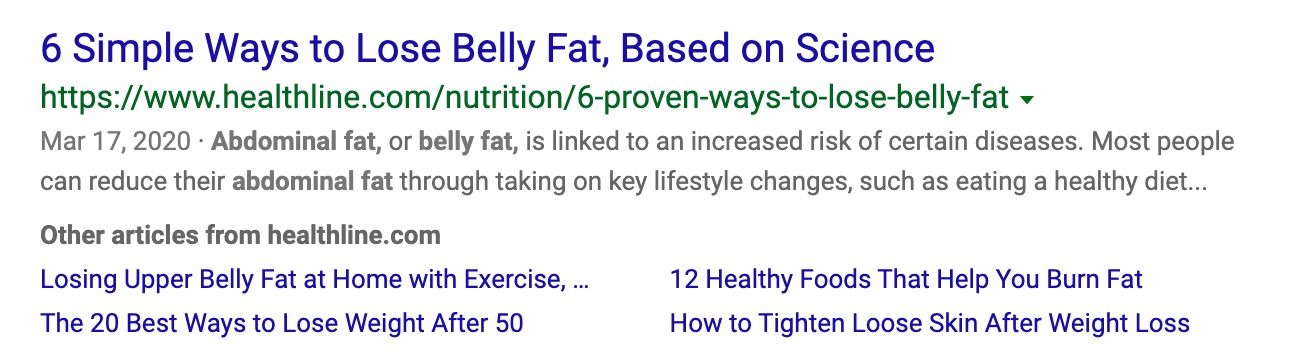 6 Simple Ways to Lose Belly Fat, Based on Science
https://www.healthline.com/nutrition/6-proven-ways-to-lose-belly-fat
Mar 17, 2020 · Abdominal fat, or belly fat, is linked to an increased risk of certain diseases. Most people
can reduce their abdominal fat through taking on key lifestyle changes, such as eating a healthy diet...
Other articles from healthline.com
Losing Upper Belly Fat at Home with Exercise, ...
12 Healthy Foods That Help You Burn Fat
The 20 Best Ways to Lose Weight After 50
How to Tighten Loose Skin After Weight Loss